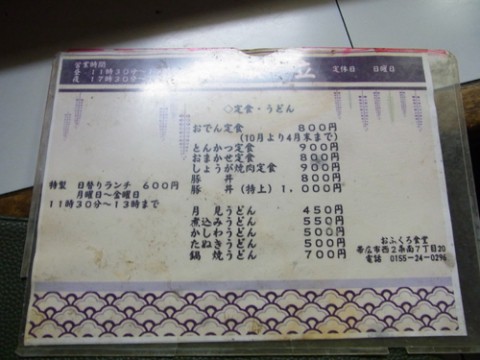 営業時間
昼 11時30分~
夜 17時30分~
立
定休日 日曜日
◇定食・うどん
おでん定食 800円
(10月より4月末まで)
とんかつ定食 900円
おまかせ定食 900円
しょうが焼肉定食 900円
豚 丼 800円
豚 丼(特上) 1,000円
特製 日替りランチ 600円
月曜日~金曜日
11時30分~13時まで
月見うどん 450円
煮込みうどん 550円
かしわうどん 500円
たぬきうどん 500円
鍋焼うどん 700円
おふくろ食堂
帯広市西2条南7丁目20
電話 0155-24-0296